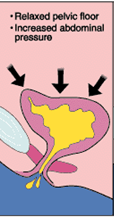 • Relaxed pelvic floor
• Increased abdominal
pressure